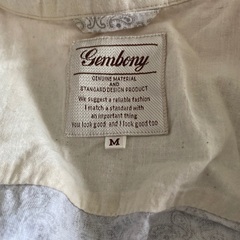 Gembony
GENUINE MATERIAL
AND
STANDARD DESIGN PRODUCT
We suggest a reliable fashion
I match a standard with
an important thing
you look good and I look good too
M